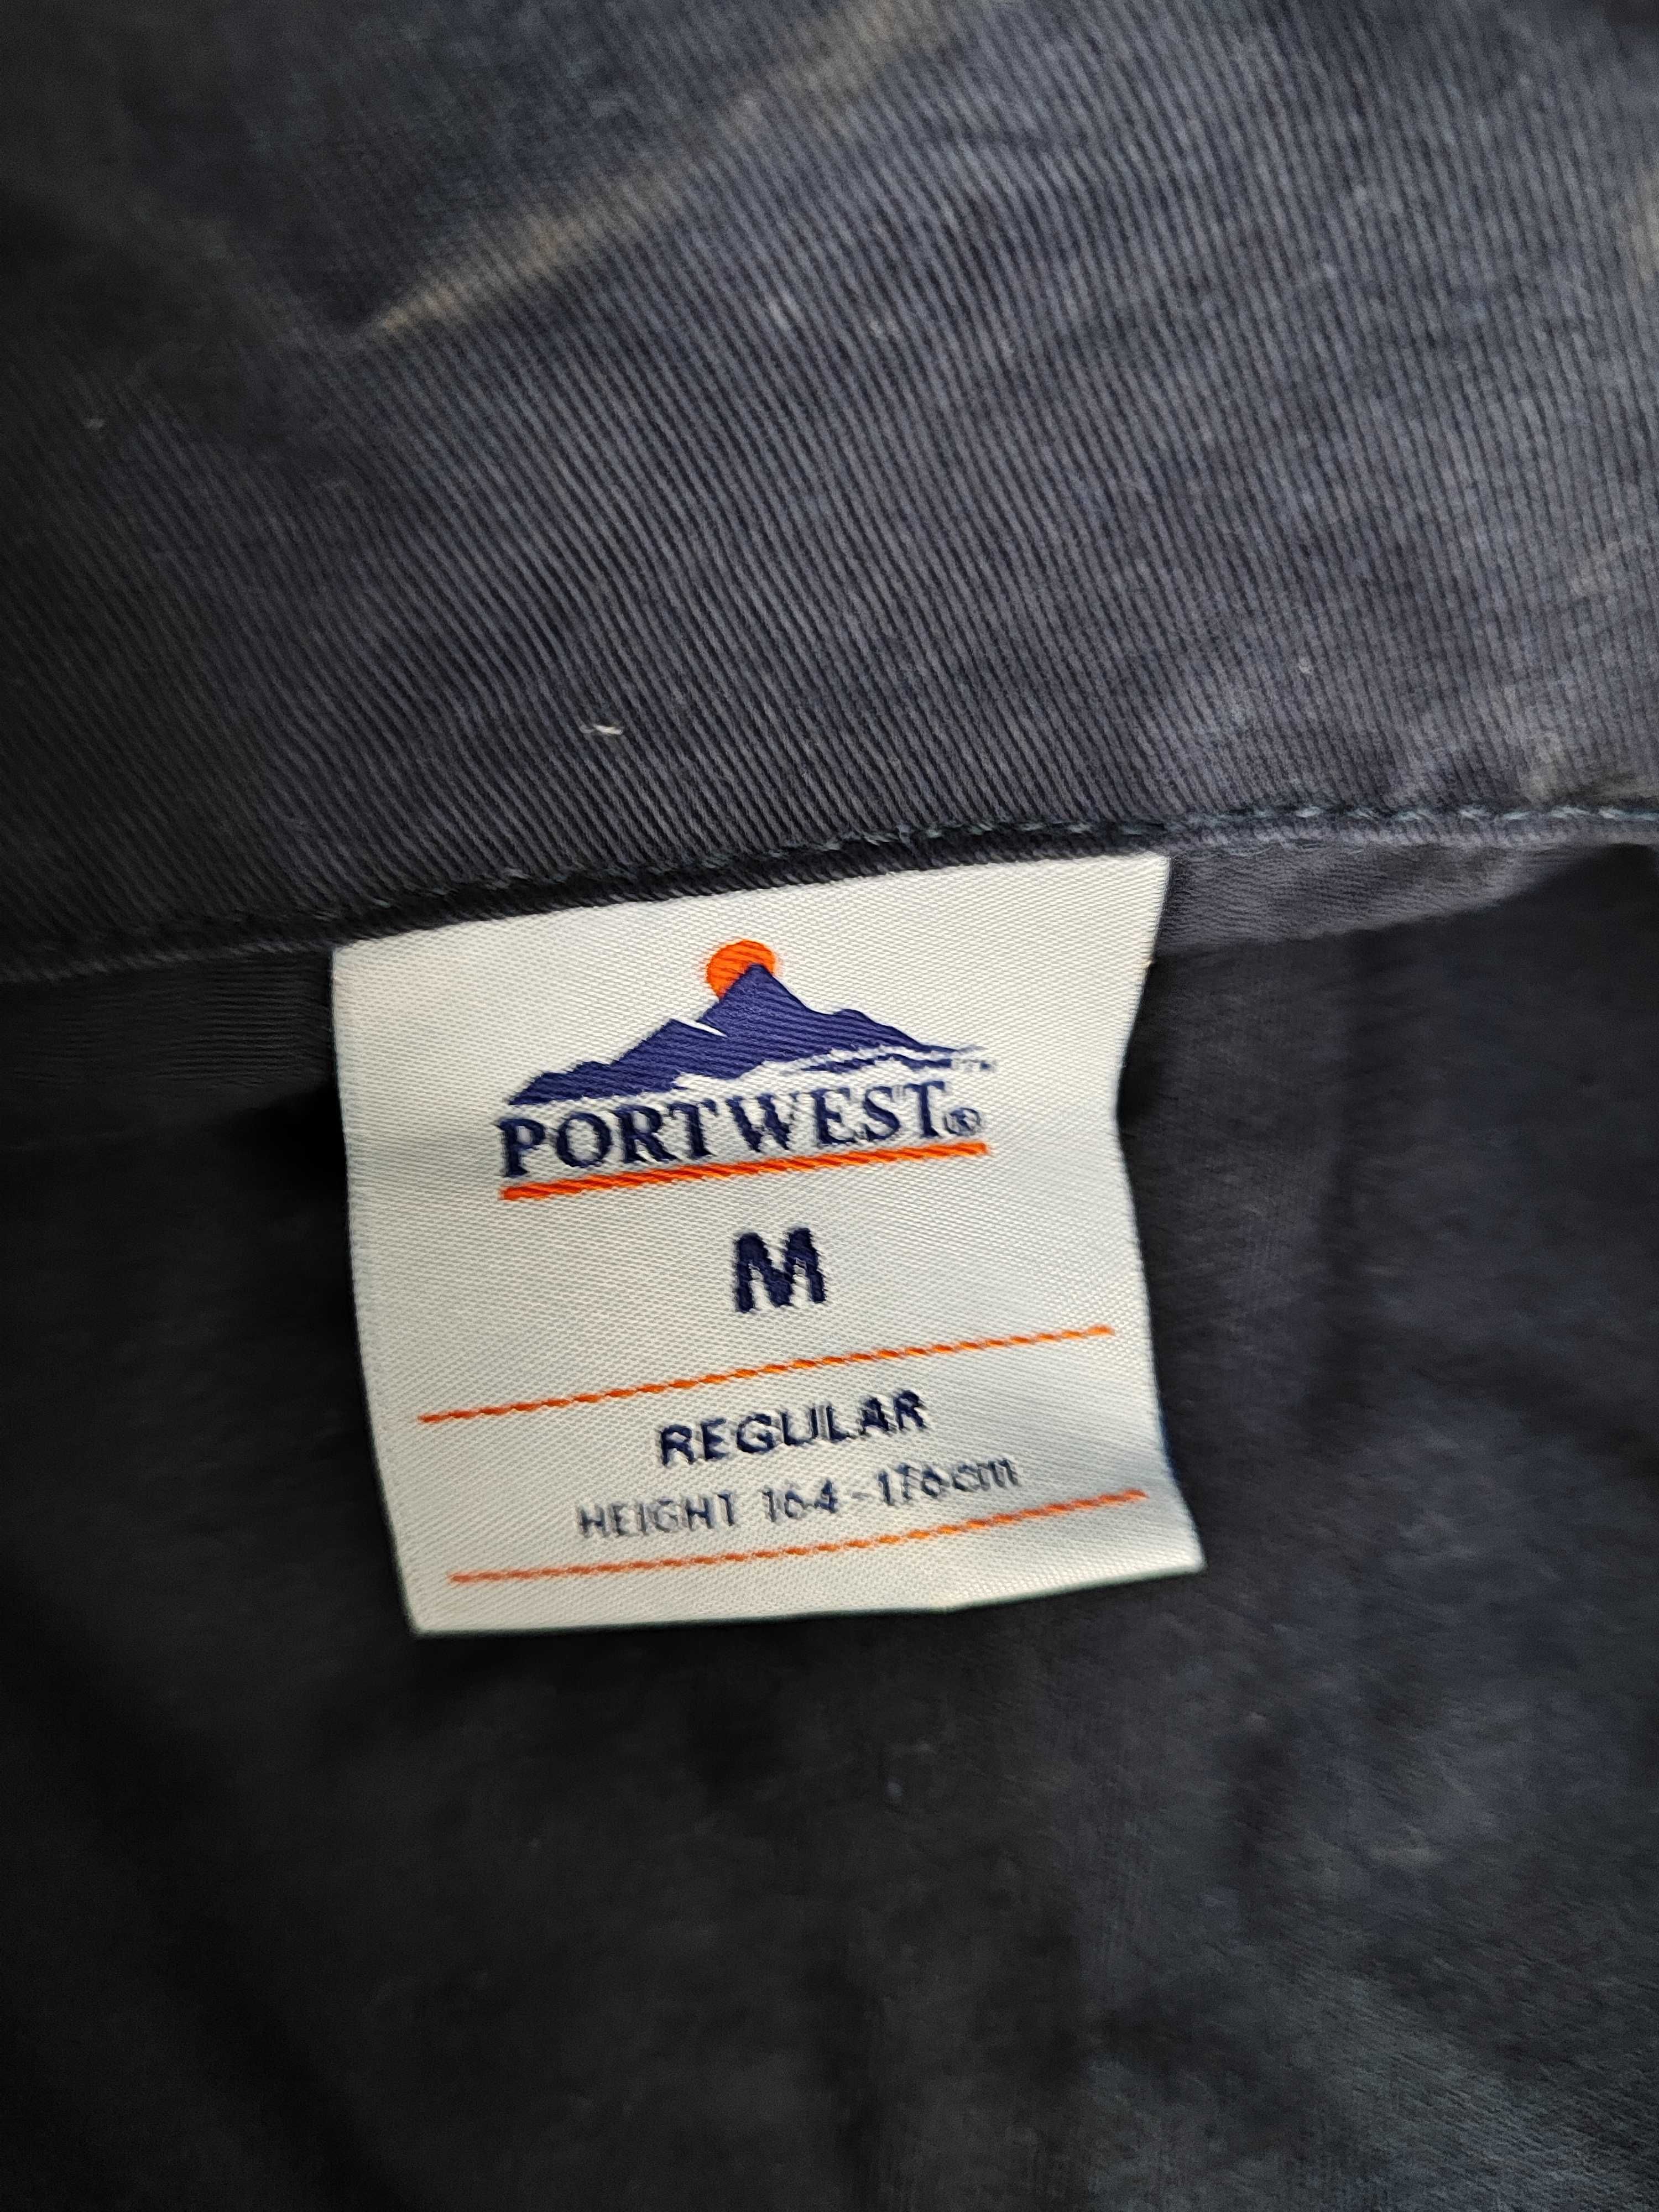 PORTWEST®
M
REGULAR
HEIGHT 164-176cm